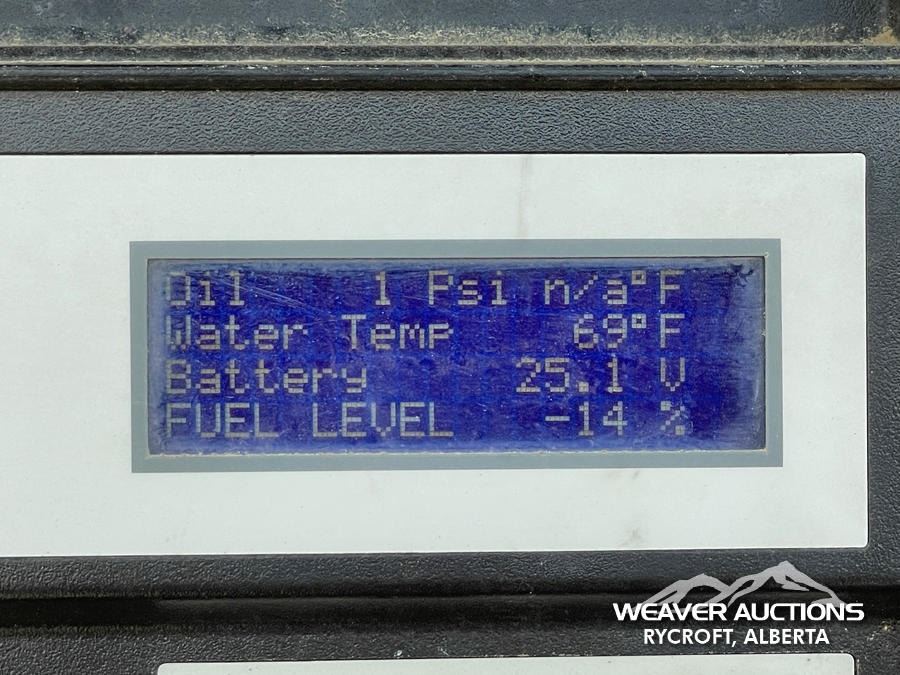 Oil 1 Psi n/a°F
Water Temp 69°F
Battery 25.1 V
FUEL LEVEL -14 %
WEAVER AUCTIONS
RYCROFT, ALBERTA